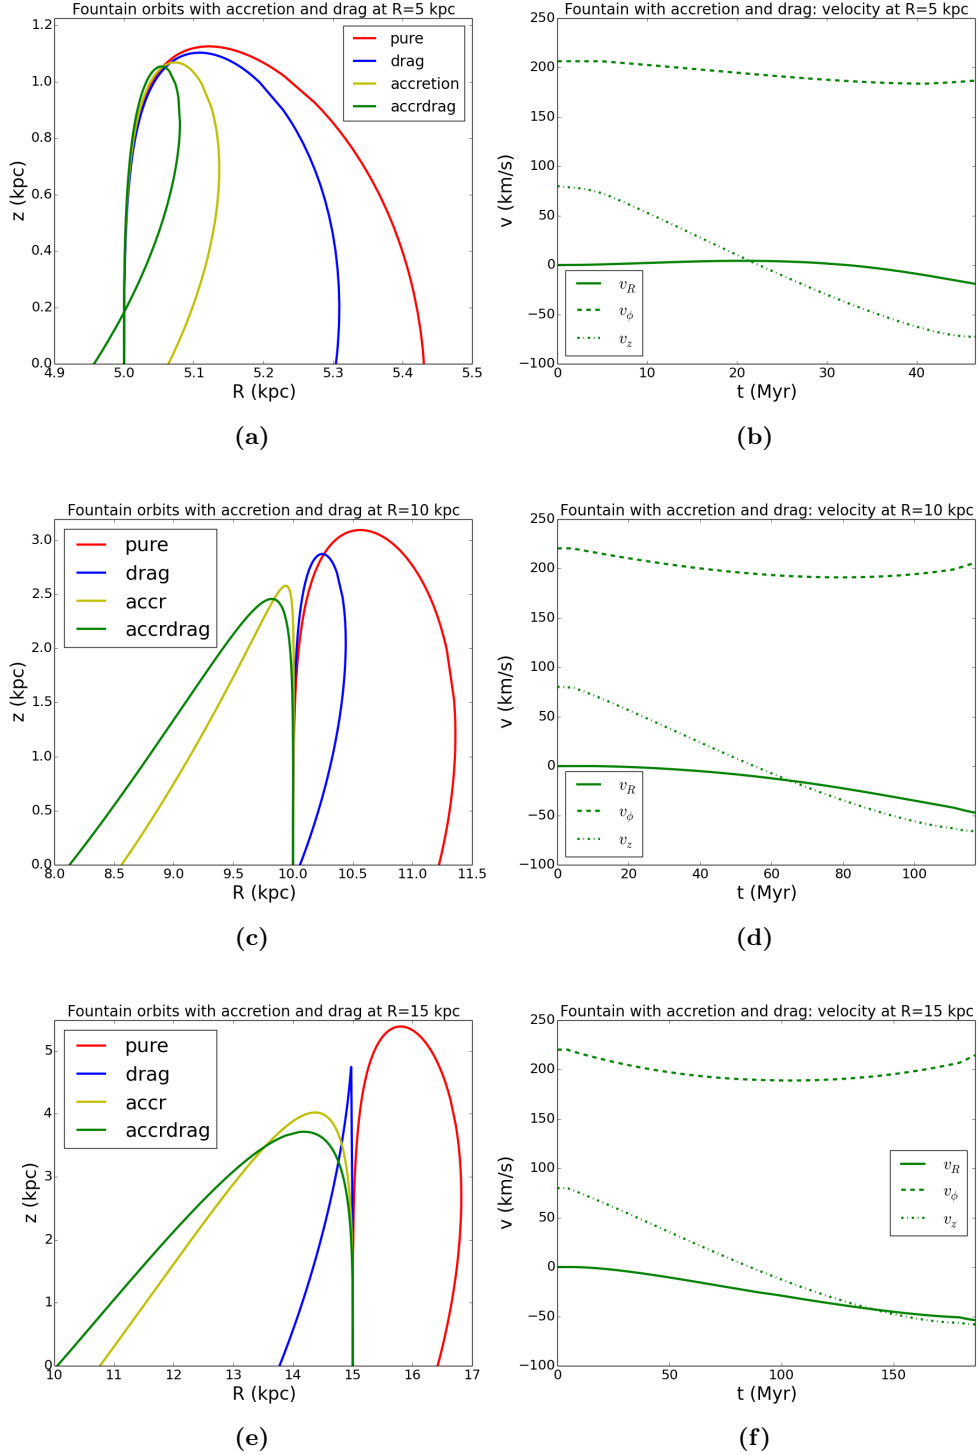 Fountain orbits with accretion and drag at R=5 kpc
1.2
1.0
0.8
0.6
0.4
0.2
0.0
z (kpc)
pure
drag
accretion
accrdrag
4.9 5.0 5.1 5.2 5.3 5.4 5.5
R (kpc)
(a)
Fountain with accretion and drag: velocity at R=5 kpc
250
200
150
100
50
0
−50
−100
v (km/s)
v_R
v_ϕ
v_z
0 10 20 30 40
t (Myr)
(b)
Fountain orbits with accretion and drag at R=10 kpc
3.0
2.5
2.0
1.5
1.0
0.5
0.0
z (kpc)
pure
drag
accr
accrdrag
8.0 8.5 9.0 9.5 10.0 10.5 11.0 11.5
R (kpc)
(c)
Fountain with accretion and drag: velocity at R=10 kpc
250
200
150
100
50
0
−50
−100
v (km/s)
v_R
v_ϕ
v_z
0 20 40 60 80 100
t (Myr)
(d)
Fountain orbits with accretion and drag at R=15 kpc
5
4
3
2
1
0
z (kpc)
pure
drag
accr
accrdrag
10 11 12 13 14 15 16 17
R (kpc)
(e)
Fountain with accretion and drag: velocity at R=15 kpc
250
200
150
100
50
0
−50
−100
v (km/s)
v_R
v_ϕ
v_z
0 50 100 150
t (Myr)
(f)